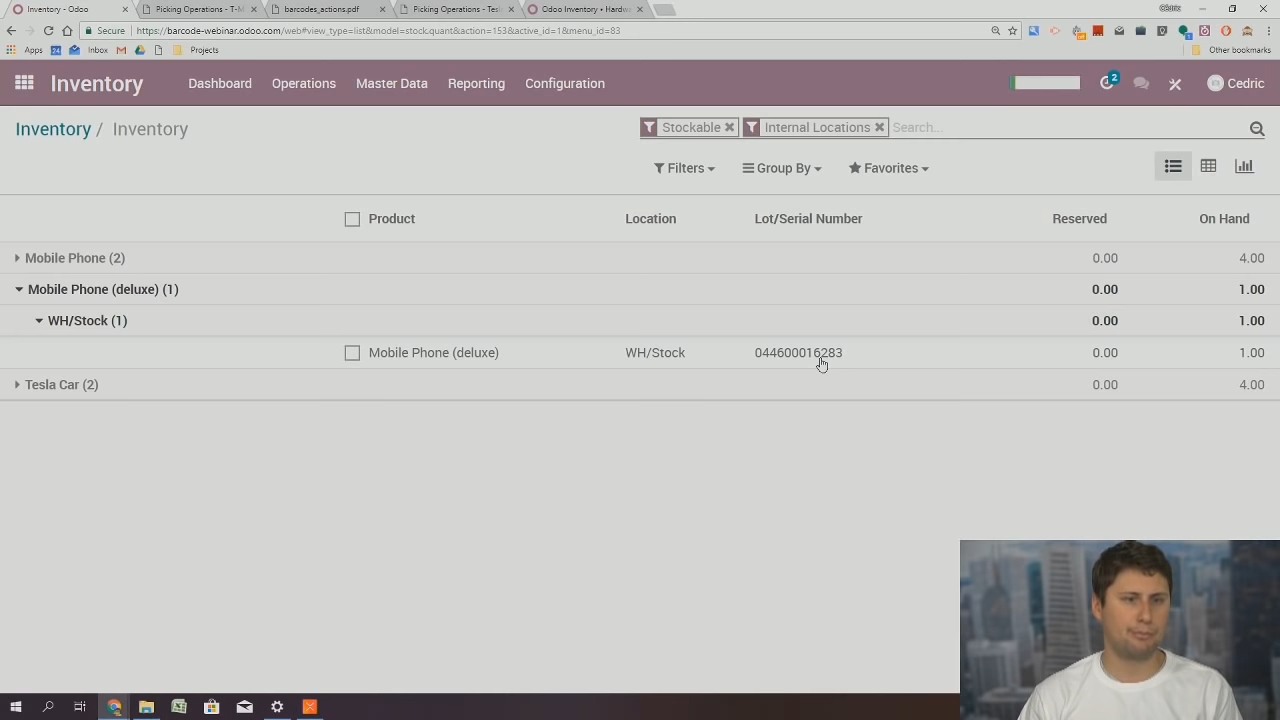 Inventory - Odoo
Picking Operations - T-M
barcodes_actions.pdf
Picking Operations - Tes
Odoo Inventory • Hardw
Secure
https://barcode-webinar.odoo.com/web#view_type=list&model=stock.quant&action=153&active_id=1&menu_id=83
Apps
24
Inbox
Projects
Other bookmarks
Inventory
Dashboard
Operations
Master Data
Reporting
Configuration
2
Cedric
Inventory / Inventory
Stockable
Internal Locations
Search...
Filters
Group By
Favorites
Product
Location
Lot/Serial Number
Reserved
On Hand
Mobile Phone (2)
0.00
4.00
Mobile Phone (deluxe) (1)
0.00
1.00
WH/Stock (1)
0.00
1.00
Mobile Phone (deluxe)
WH/Stock
044600016283
0.00
1.00
Tesla Car (2)
0.00
4.00